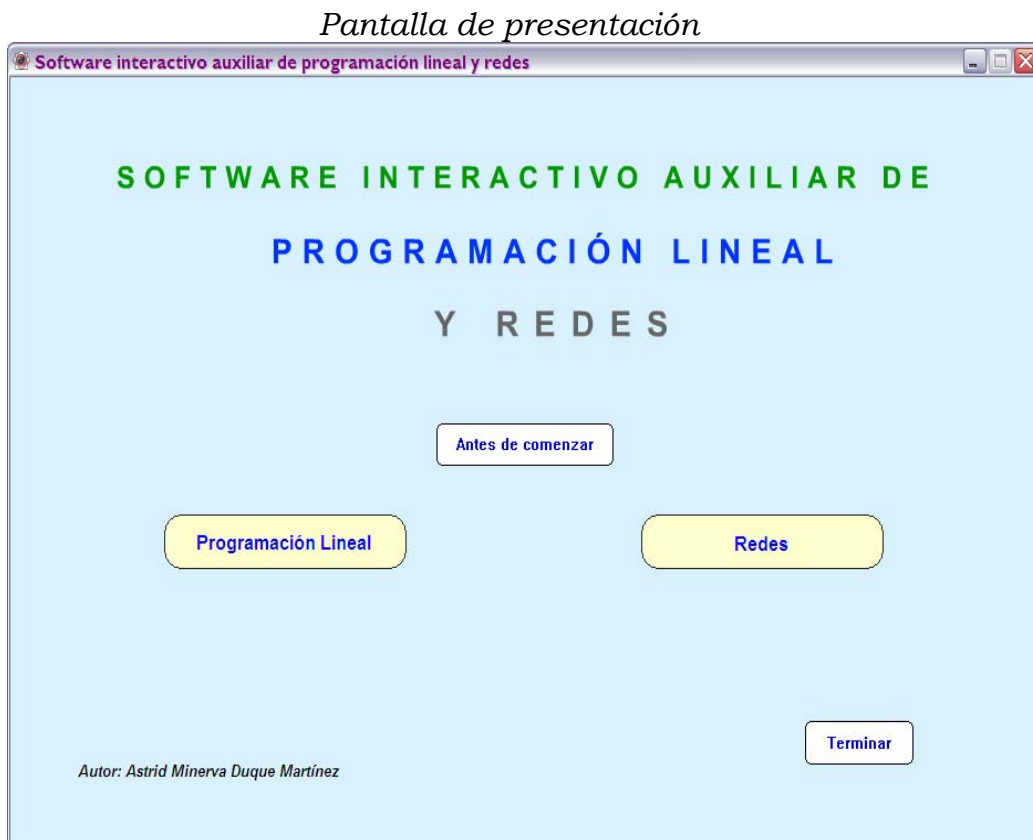 Pantalla de presentación
Software interactivo auxiliar de programación lineal y redes
SOFTWARE INTERACTIVO AUXILIAR DE
PROGRAMACIÓN LINEAL
Y REDES
Antes de comenzar
Programación Lineal
Redes
Terminar
Autor: Astrid Minerva Duque Martínez